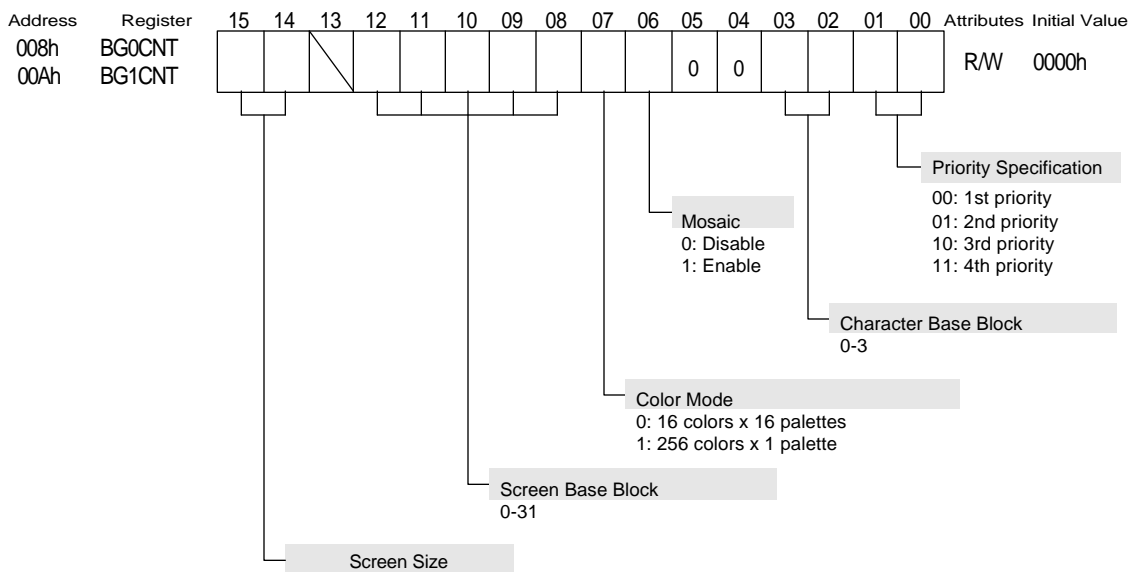 Address Register 15 14 13 12 11 10 09 08 07 06 05 04 03 02 01 00 Attributes Initial Value
008h BG0CNT
00Ah BG1CNT
0 0
R/W 0000h
Priority Specification
00: 1st priority
01: 2nd priority
10: 3rd priority
11: 4th priority
Mosaic
0: Disable
1: Enable
Character Base Block
0-3
Color Mode
0: 16 colors x 16 palettes
1: 256 colors x 1 palette
Screen Base Block
0-31
Screen Size